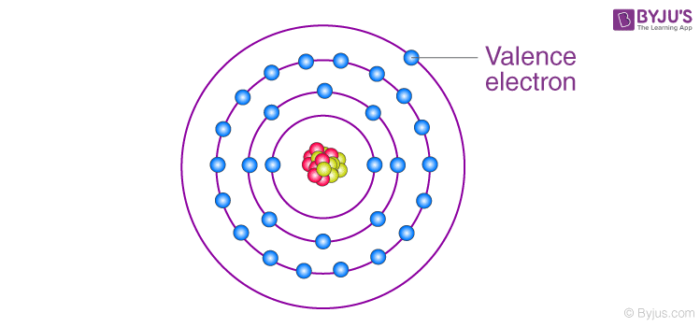 BYJU'S
The Learning App
Valence
electron
© Byjus.com